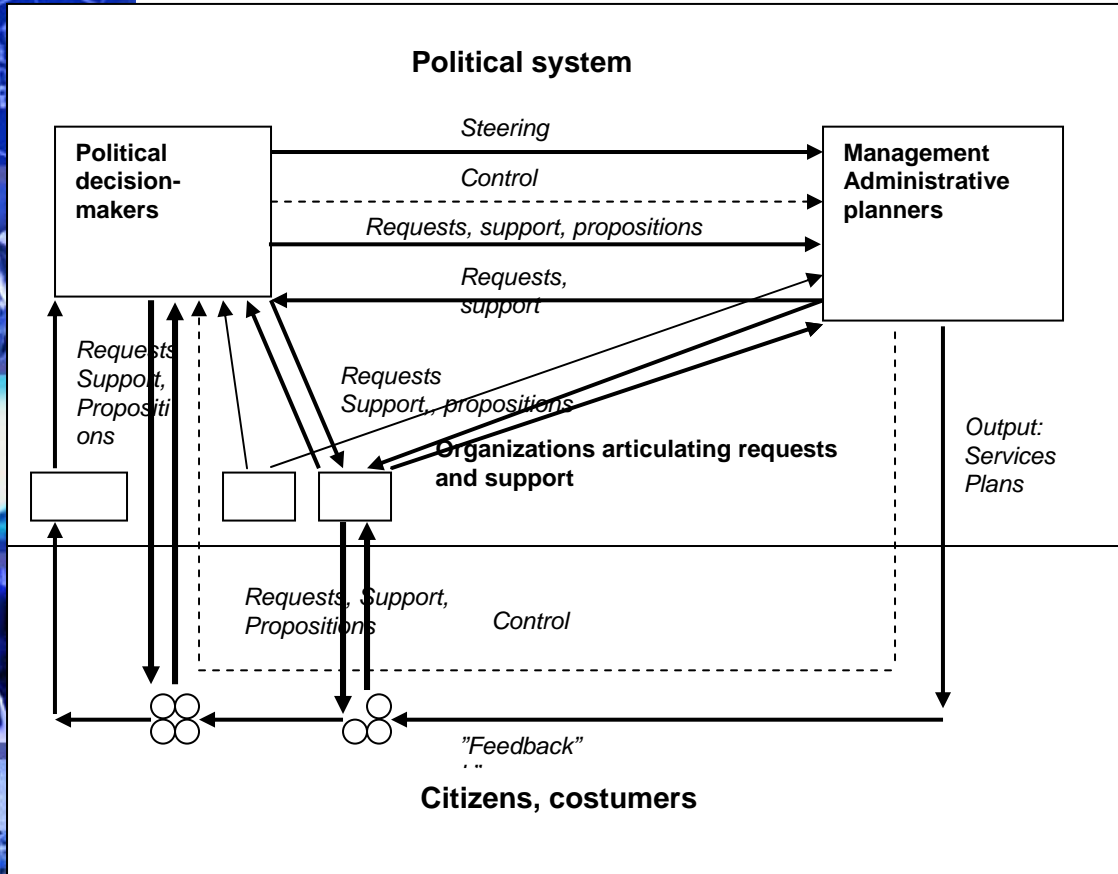 Political system
Steering
Political
decision-
makers
Management
Administrative
planners
Control
Requests, support, propositions
Requests,
support
Requests
Support,
Propositi
ons
Requests
Support,, propositions
Organizations articulating requests
and support
Output:
Services
Plans
Requests, Support,
Propositions
Control
”Feedback”
Citizens, costumers